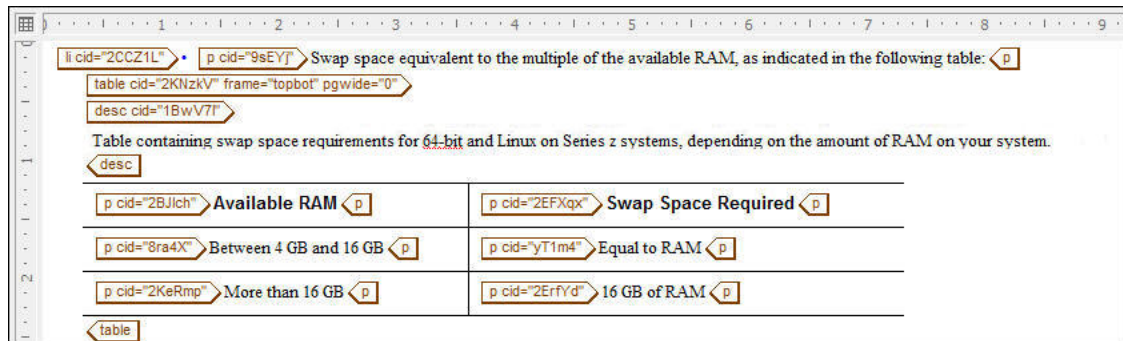 1 2 3 4 5 6 7 8 9
li cid="2CCZ1L" • p cid="9sEYj" Swap space equivalent to the multiple of the available RAM, as indicated in the following table: p
table cid="2KNzkV" frame="topbot" pgwide="0"
desc cid="1BwV7I"
Table containing swap space requirements for 64-bit and Linux on Series z systems, depending on the amount of RAM on your system.
1
desc
p cid="2BJIch" Available RAM p p cid="2EFXqx" Swap Space Required p
p cid="8ra4X" Between 4 GB and 16 GB p p cid="yT1m4" Equal to RAM p
2
p cid="2KeRmp" More than 16 GB p p cid="2ErfYd" 16 GB of RAM p
table